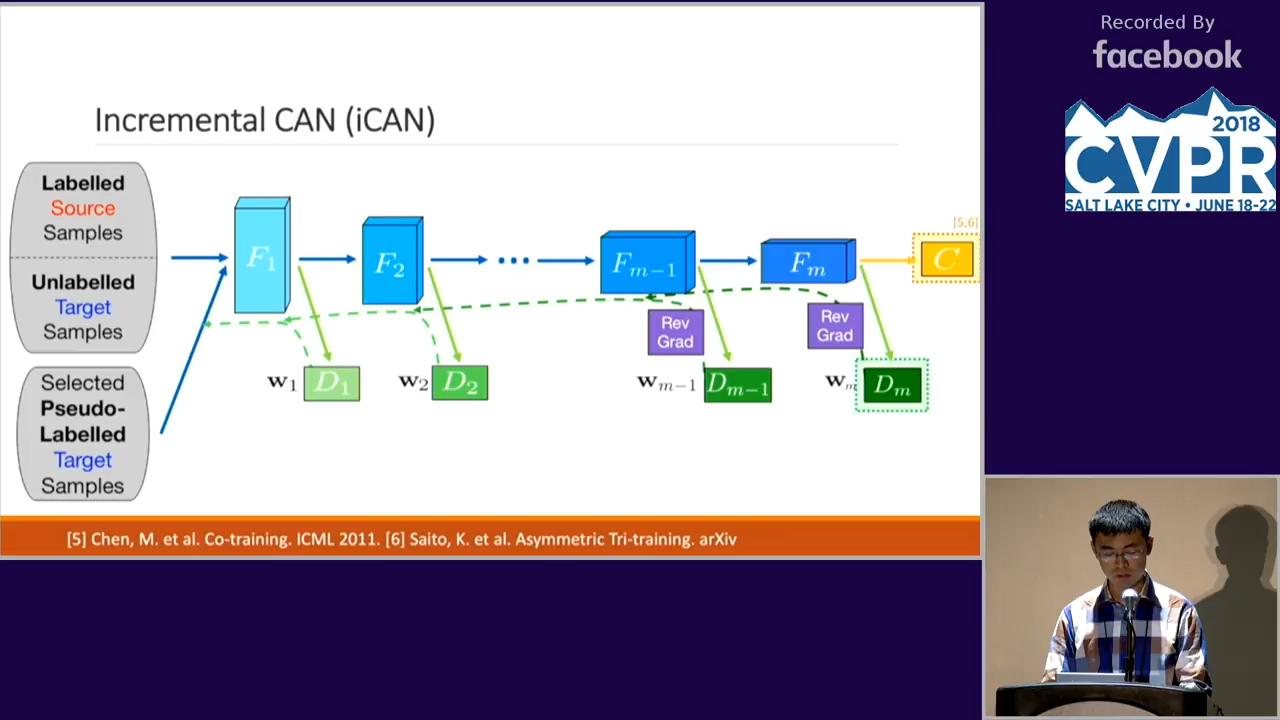 Recorded By
facebook
2018
CVPR
SALT LAKE CITY • JUNE 18-22
Incremental CAN (iCAN)
Labelled
Source
Samples
Unlabelled
Target
Samples
Selected
Pseudo-
Labelled
Target
Samples
F1
F2
...
Fm−1
Fm
[5,6]
C
Rev
Grad
Rev
Grad
w1 D1
w2 D2
wm−1 Dm−1
Dm
[5] Chen, M. et al. Co-training. ICML 2011. [6] Saito, K. et al. Asymmetric Tri-training. arXiv